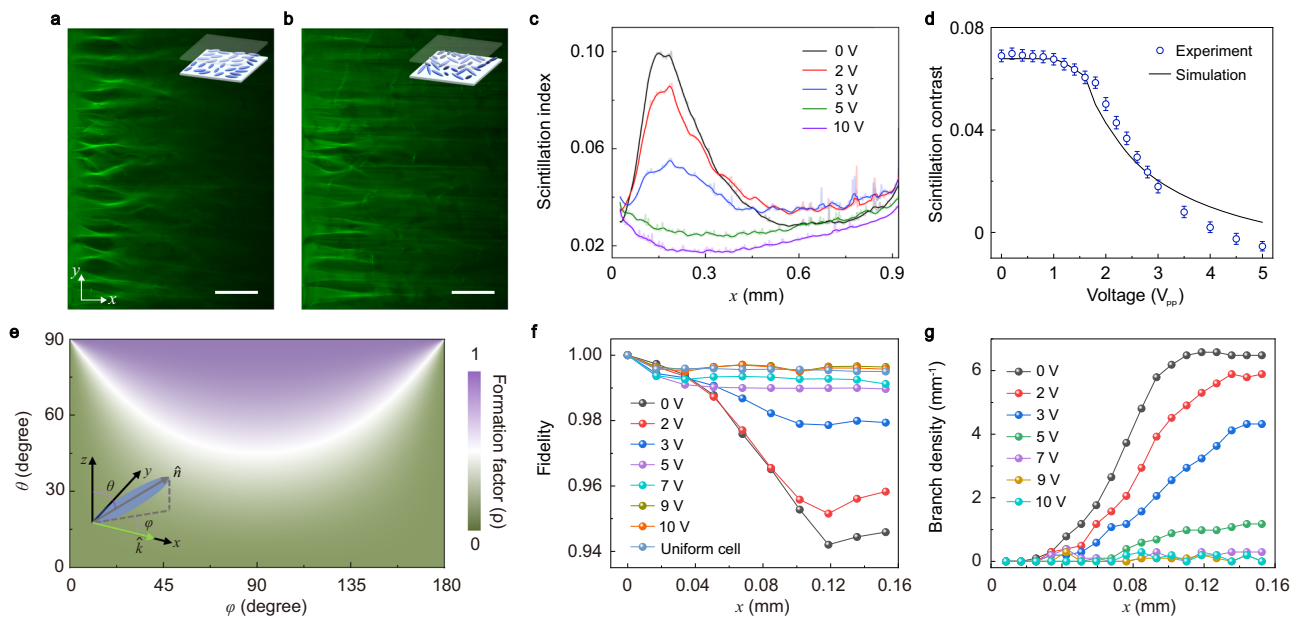 a
b
y
x
c
Scintillation index
0.10
0.06
0.02
0 V
2 V
3 V
5 V
10 V
0
0.3
0.6
0.9
x (mm)
d
Scintillation contrast
0.08
0.04
0
Experiment
Simulation
0
1
2
3
4
5
Voltage (Vpp)
e
θ (degree)
90
60
30
0
z
y
n̂
θ
φ
k̂
x
0
45
90
135
180
φ (degree)
1
Formation factor (ρ)
0
f
Fidelity
1.00
0.98
0.96
0.94
0 V
2 V
3 V
5 V
7 V
9 V
10 V
Uniform cell
0.00
0.04
0.08
0.12
0.16
x (mm)
g
Branch density (mm⁻¹)
6
4
2
0
0 V
2 V
3 V
5 V
7 V
9 V
10 V
0.00
0.04
0.08
0.12
0.16
x (mm)